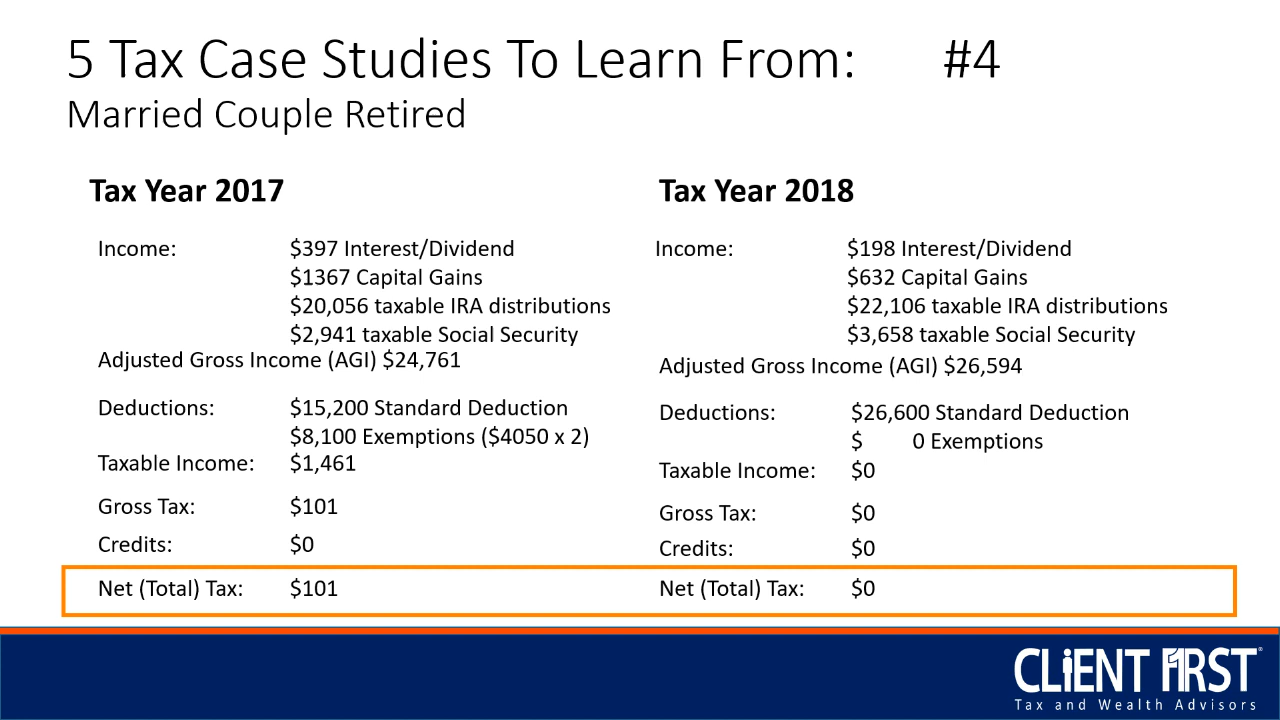 5 Tax Case Studies To Learn From: #4
Married Couple Retired
Tax Year 2017
Income: $397 Interest/Dividend
$1367 Capital Gains
$20,056 taxable IRA distributions
$2,941 taxable Social Security
Adjusted Gross Income (AGI) $24,761
Deductions: $15,200 Standard Deduction
$8,100 Exemptions ($4050 x 2)
Taxable Income: $1,461
Gross Tax: $101
Credits: $0
Net (Total) Tax: $101
Tax Year 2018
Income: $198 Interest/Dividend
$632 Capital Gains
$22,106 taxable IRA distributions
$3,658 taxable Social Security
Adjusted Gross Income (AGI) $26,594
Deductions: $26,600 Standard Deduction
$ 0 Exemptions
Taxable Income: $0
Gross Tax: $0
Credits: $0
Net (Total) Tax: $0
CLiENT F1RST®
Tax and Wealth Advisors